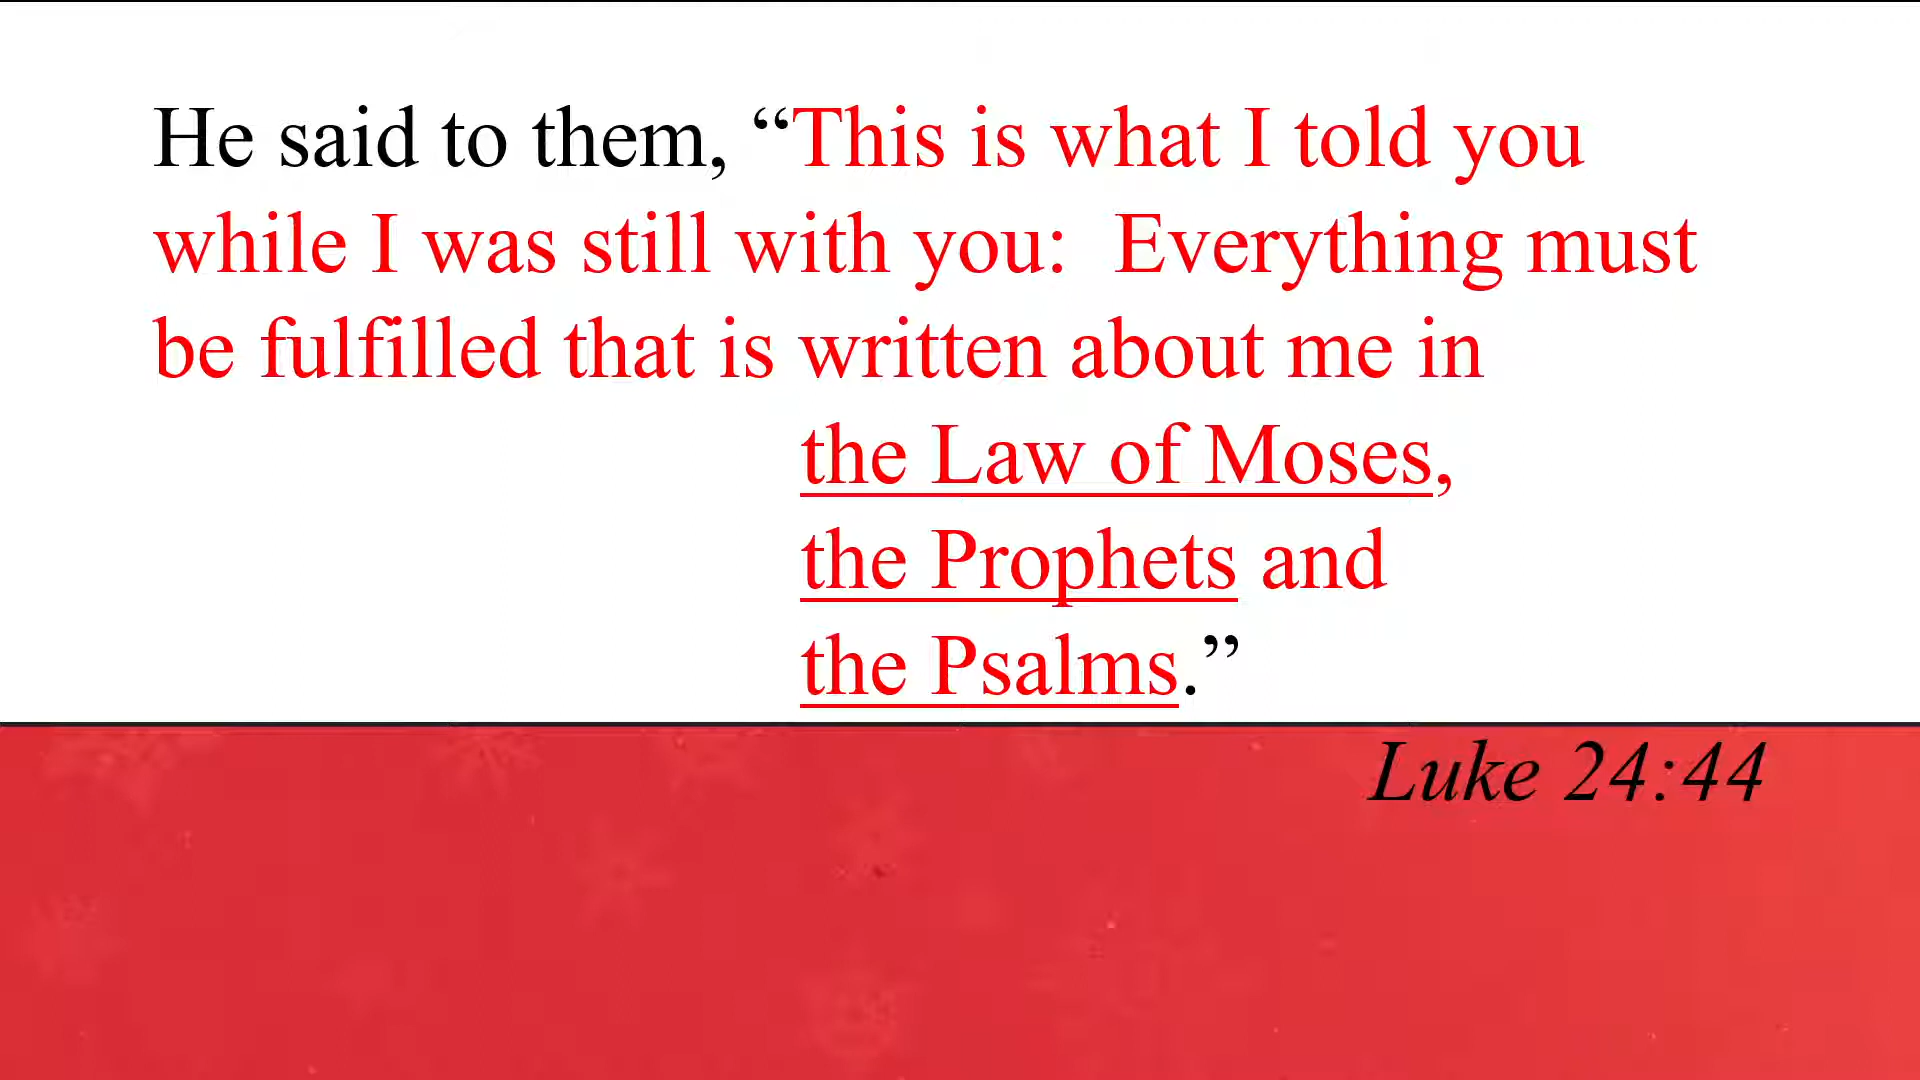 He said to them, “This is what I told you
while I was still with you:  Everything must
be fulfilled that is written about me in
the Law of Moses,
the Prophets and
the Psalms.”
Luke 24:44